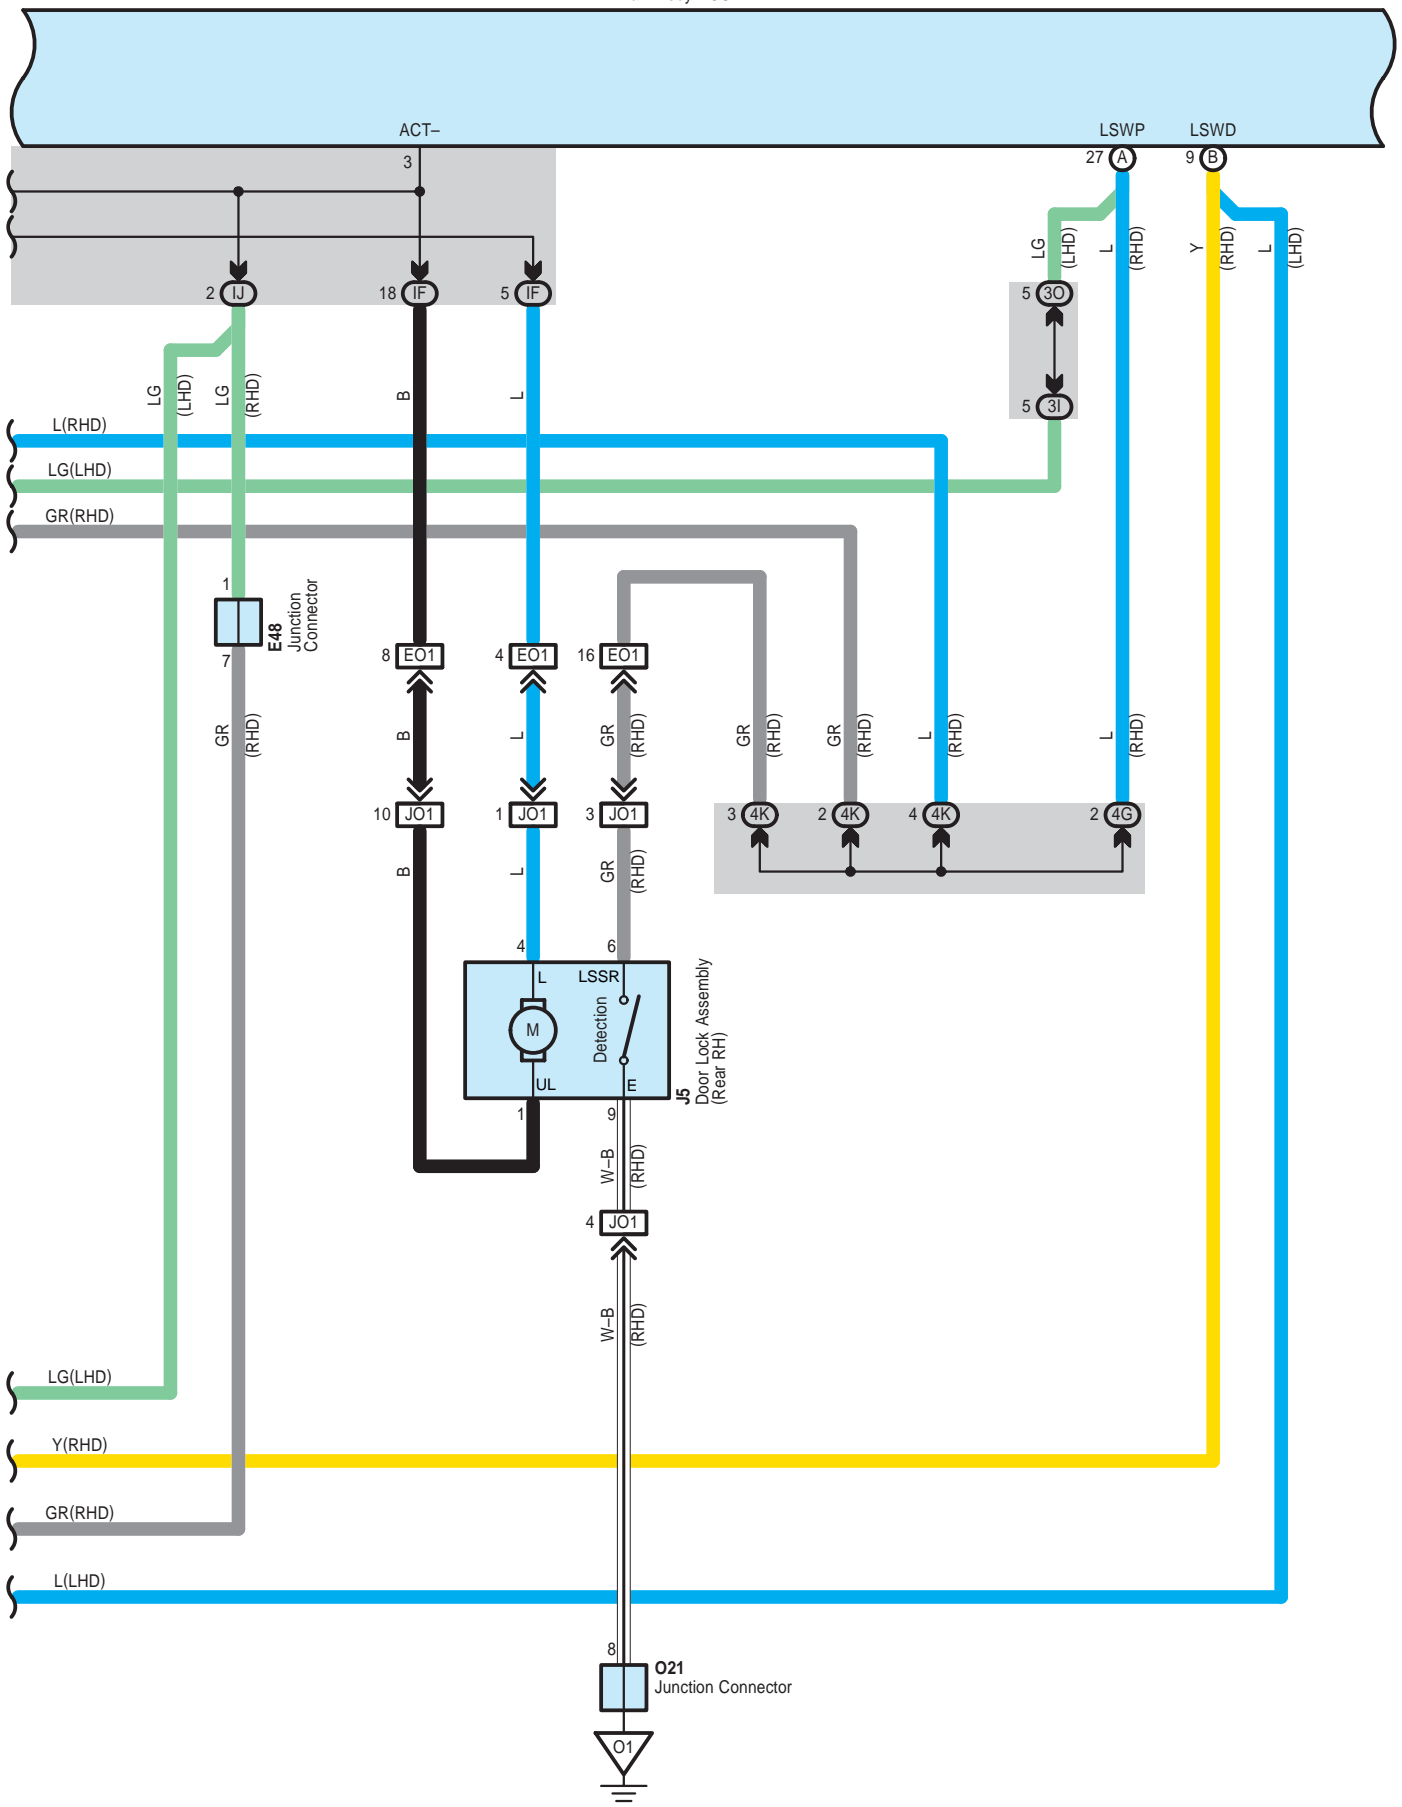 ACT–
LSWP
LSWD
3
27
A
9
B
LG
(LHD)
L
(RHD)
Y
(RHD)
L
(LHD)
2
IJ
18
IF
5
IF
5
3O
LG
(LHD)
LG
(RHD)
B
L
5
3I
L(RHD)
LG(LHD)
GR(RHD)
1
E48
Junction
Connector
7
8
EO1
4
EO1
16
EO1
GR
(RHD)
B
L
GR
(RHD)
GR
(RHD)
GR
(RHD)
L
(RHD)
L
(RHD)
10
JO1
1
JO1
3
JO1
3
4K
2
4K
4
4K
2
4G
B
L
GR
(RHD)
4
6
L
LSSR
M
Detection
UL
E
J5
Door Lock Assembly
(Rear RH)
1
9
W–B
(RHD)
4
JO1
W–B
(RHD)
LG(LHD)
Y(RHD)
GR(RHD)
L(LHD)
8
O21
Junction Connector
O1